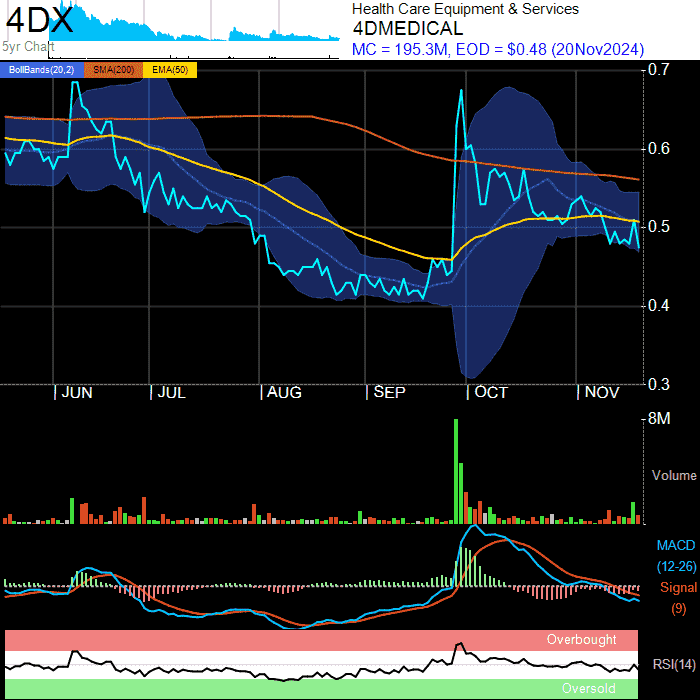 4DX
5yr Chart
Health Care Equipment & Services
4DMEDICAL
MC = 195.3M, EOD = $0.48 (20Nov2024)
BollBands(20,2) SMA(200) EMA(50)
0.7
0.6
0.5
0.4
0.3
JUN JUL AUG SEP OCT NOV
8M
Volume
MACD
(12-26)
Signal
(9)
Overbought
RSI(14)
Oversold